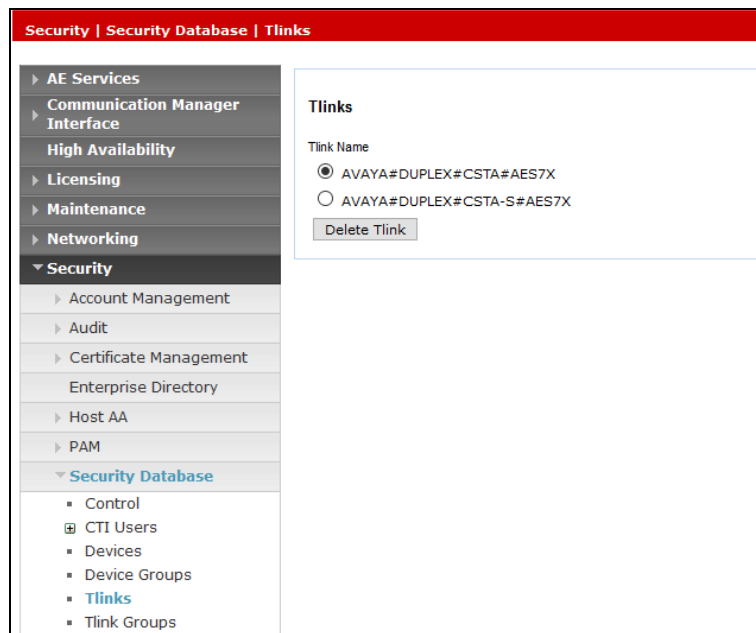 Security | Security Database | Tlinks
AE Services
Communication Manager
Interface
High Availability
Licensing
Maintenance
Networking
Security
Account Management
Audit
Certificate Management
Enterprise Directory
Host AA
PAM
Security Database
Control
CTI Users
Devices
Device Groups
Tlinks
Tlink Groups
Tlinks
Tlink Name
AVAYA#DUPLEX#CSTA#AES7X
AVAYA#DUPLEX#CSTA-S#AES7X
Delete Tlink